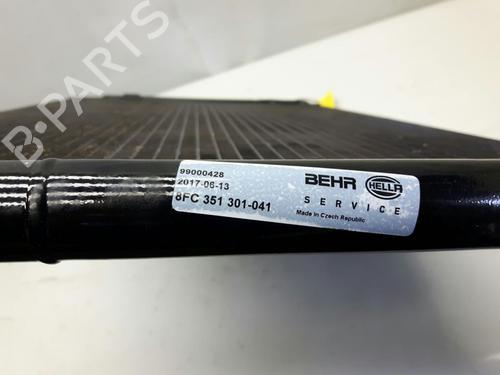 B-PARTS
99000428
2017-06-13
8FC 351 301-041
BEHR HELLA
SERVICE
Made in Czech Republic